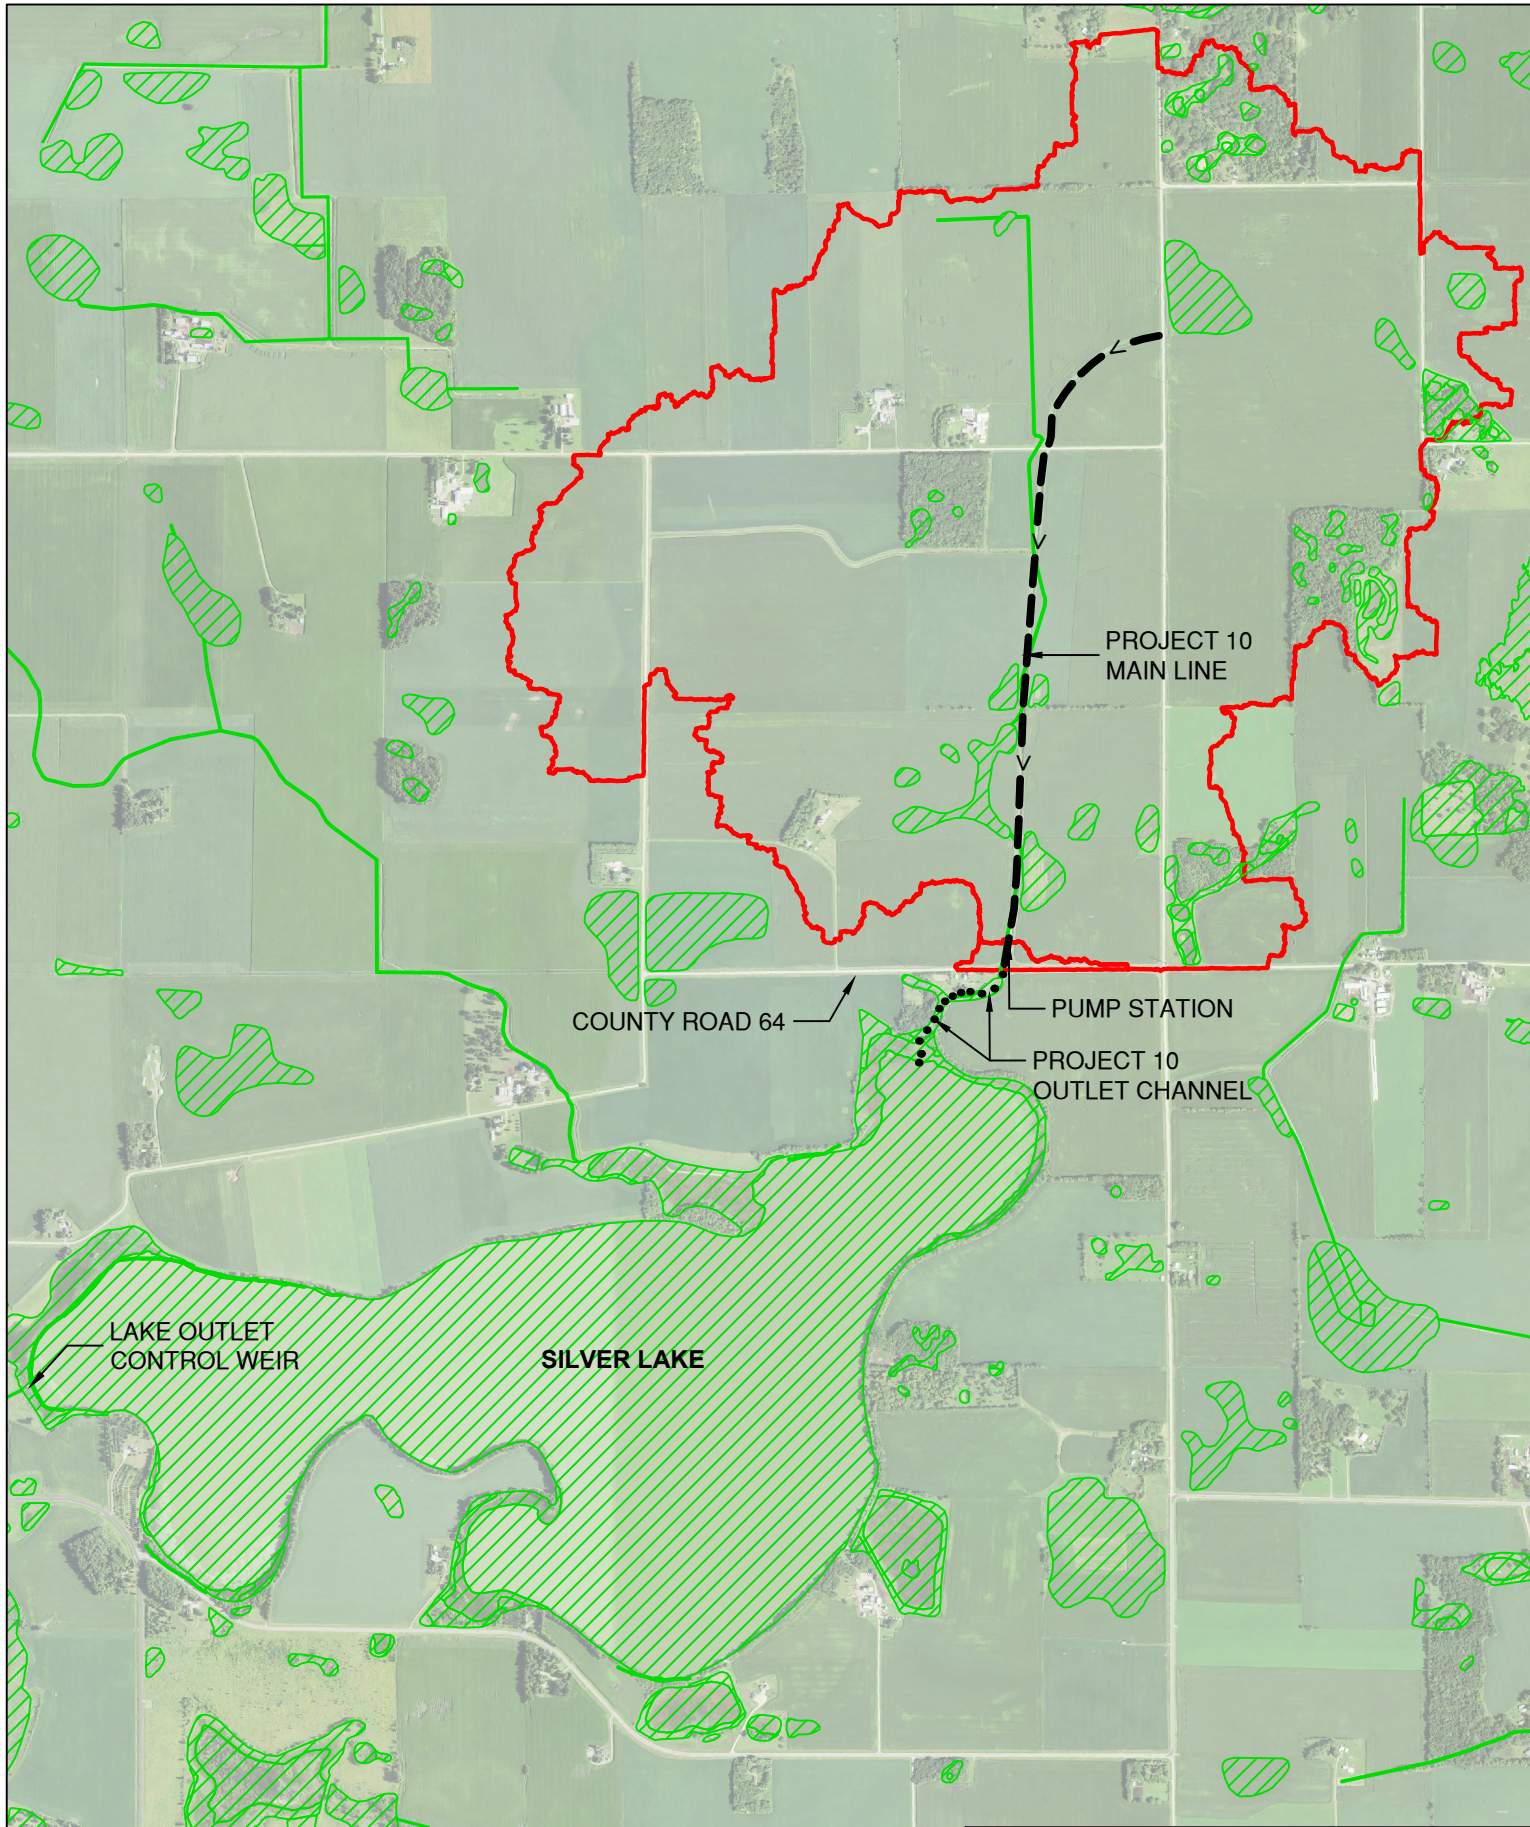 PROJECT 10
MAIN LINE
PUMP STATION
COUNTY ROAD 64
PROJECT 10
OUTLET CHANNEL
LAKE OUTLET
CONTROL WEIR
SILVER LAKE